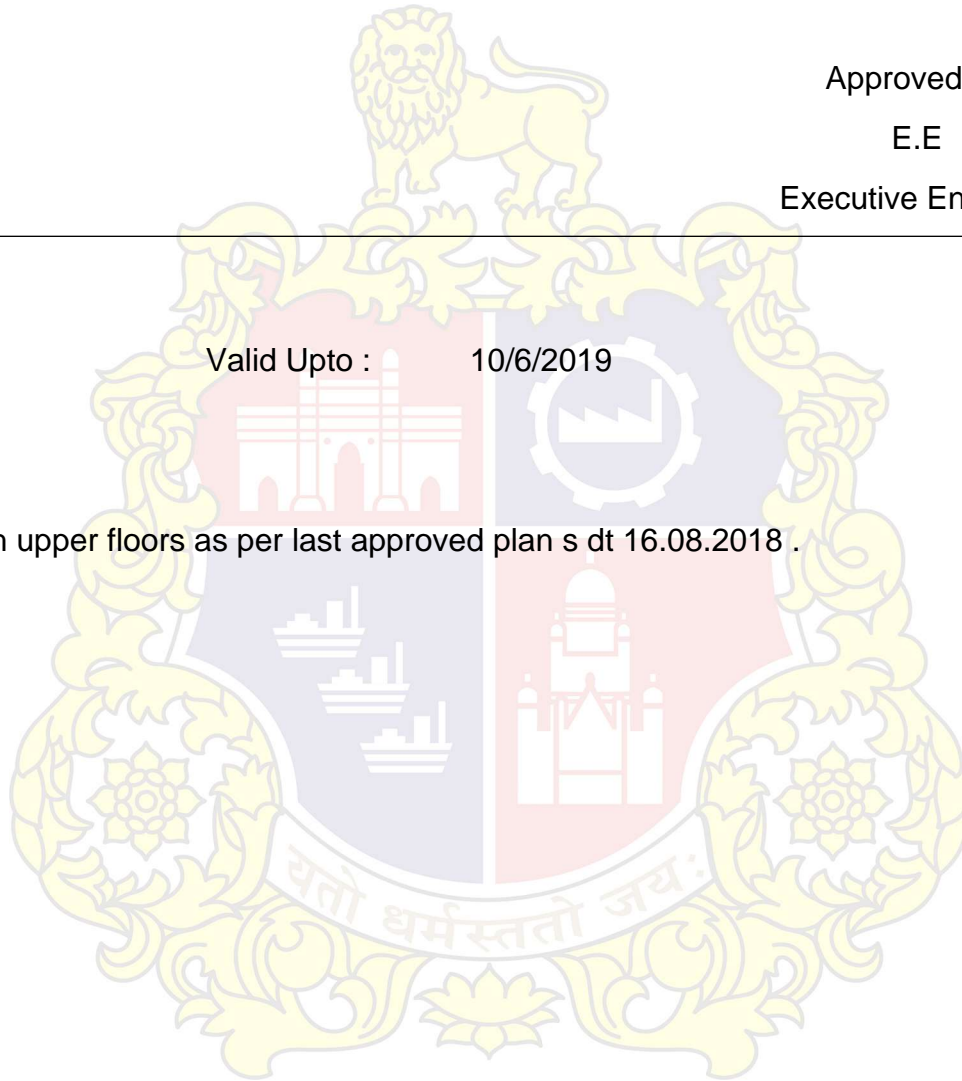 Approved
E.E
Executive En
Valid Upto : 10/6/2019
upper floors as per last approved plan s dt 16.08.2018 .
यतो धर्मस्ततो जय: